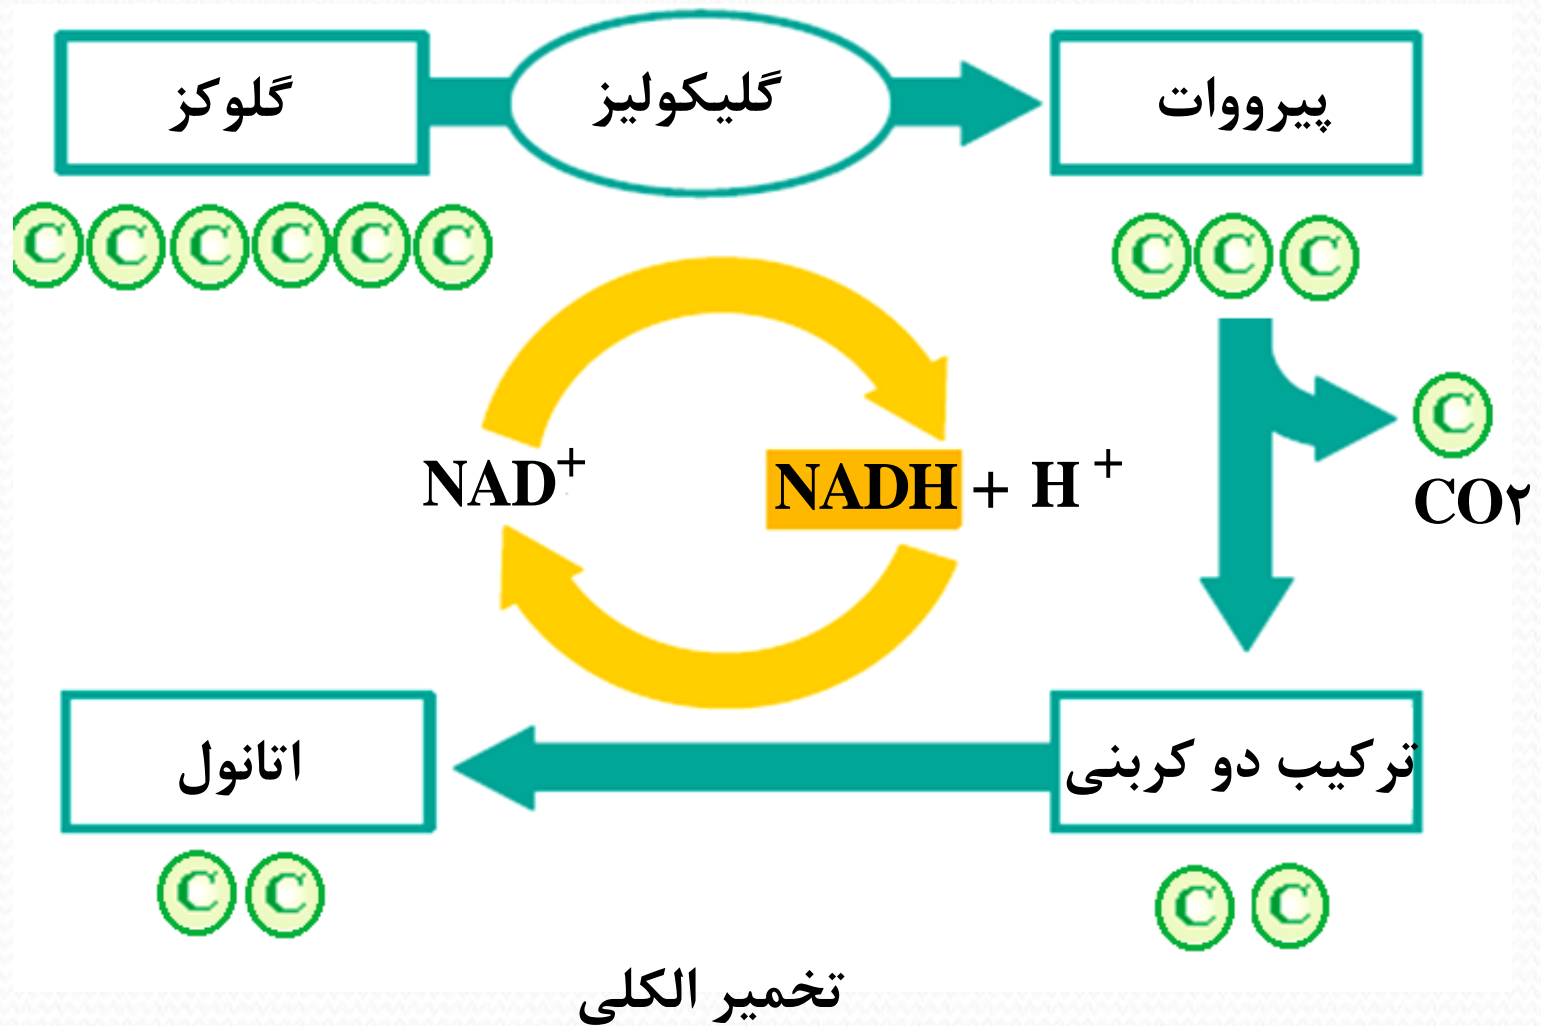 گلوکز
گلیکولیز
پیرووات
C C C C C C
C C C
C
CO۲
NAD+
NADH + H +
ترکیب دو کربنی
اتانول
C C
C C
تخمیر الکلی